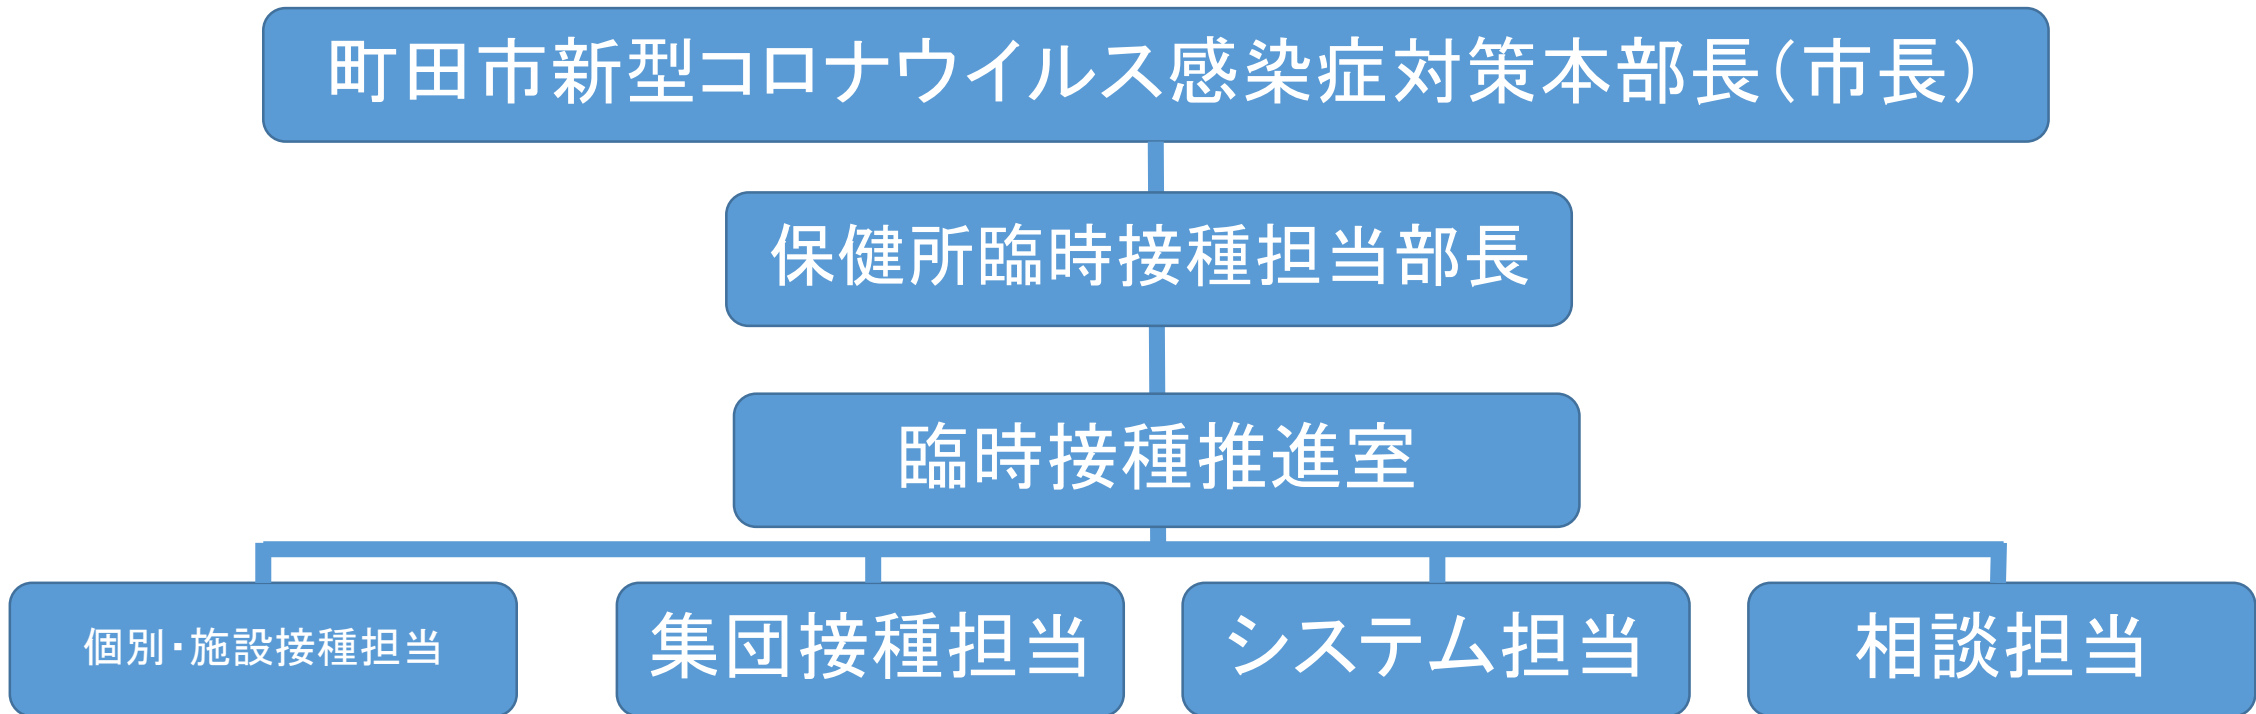 町田市新型コロナウイルス感染症対策本部長（市長）
保健所臨時接種担当部長
臨時接種推進室
個別・施設接種担当
集団接種担当
システム担当
相談担当